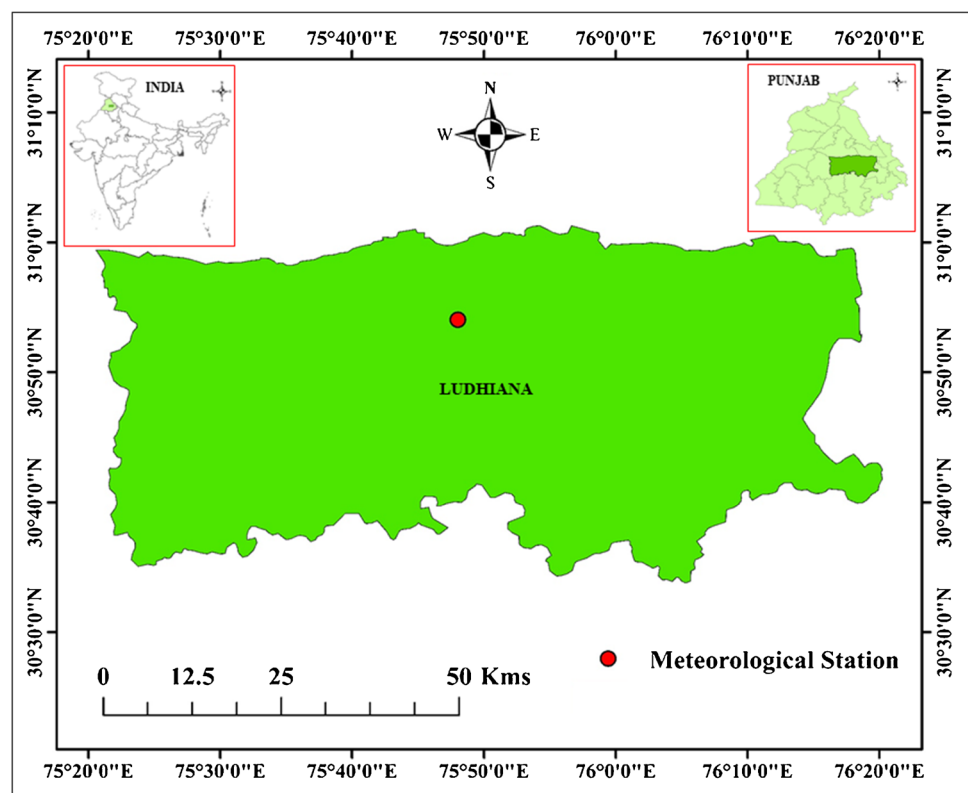 75°20'0"E 75°30'0"E 75°40'0"E 75°50'0"E 76°0'0"E 76°10'0"E 76°20'0"E
INDIA
PUNJAB
N
W E
S
31°10'0"N 31°10'0"N
31°0'0"N 31°0'0"N
30°50'0"N 30°50'0"N
LUDHIANA
30°40'0"N 30°40'0"N
30°30'0"N 30°30'0"N
Meteorological Station
0 12.5 25 50 Kms
75°20'0"E 75°30'0"E 75°40'0"E 75°50'0"E 76°0'0"E 76°10'0"E 76°20'0"E